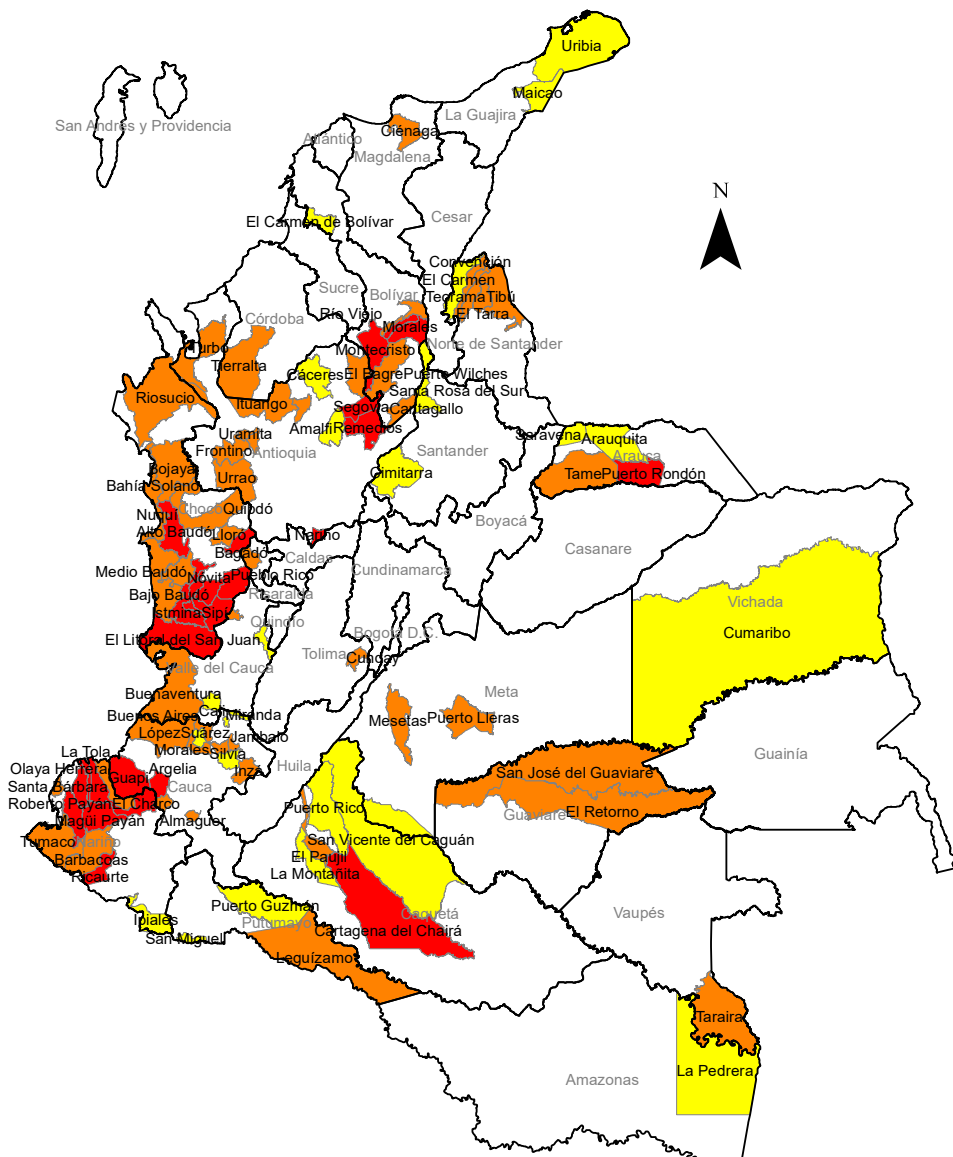 Uribia
Maicao
La Guajira
San Andrés y Providencia
Ciénaga
Atlántico
Magdalena
N
Cesar
El Carmen de Bolívar
Convención
El Carmen
Sucre
Bolívar
Teorama Tibú
Río Viejo
El Tarra
Córdoba
Morales
Norte de Santander
Turbo
Montecristo
Tierralta
Cáceres
El Bagre
Puerto Wilches
Riosucio
Santa Rosa del Sur
Ituango
Segovia
Cantagallo
Amalfi
Remedios
Uramita
Saravena
Arauquita
Frontino
Antioquia
Santander
Arauca
Bojaya
Cimitarra
Tame
Puerto Rondón
Urrao
Bahía Solano
Chocó
Quibdó
Nuquí
Boyacá
Alto Baudó
Lloró
Nariño
Casanare
Bagadó
Caldas
Cundinamarca
Medio Baudó
Nóvita
Pueblo Rico
Bajo Baudó
Risaralda
Vichada
Istmina
Sipí
Quindío
Cumaribo
El Litoral del San Juan
Bogotá D.C.
Tolima
Cunday
Valle del Cauca
Meta
Buenaventura
Cali
Buenos Aires
Miranda
Mesetas
Puerto Lleras
López
Suárez
Jambaló
La Tola
Morales
Silvia
Guainía
Olaya Herrera
Argelia
Huila
Inzá
San José del Guaviare
Santa Bárbara
Guapi
Cauca
Roberto Payán
El Charco
Puerto Rico
El Retorno
Magüi Payán
Almaguer
Guaviare
Tumaco
Nariño
San Vicente del Caguán
Barbacoas
El Paujil
Ricaurte
La Montañita
Puerto Guzmán
Caquetá
Vaupés
Ipiales
Putumayo
Cartagena del Chairá
San Miguel
Leguízamo
Taraira
La Pedrera
Amazonas